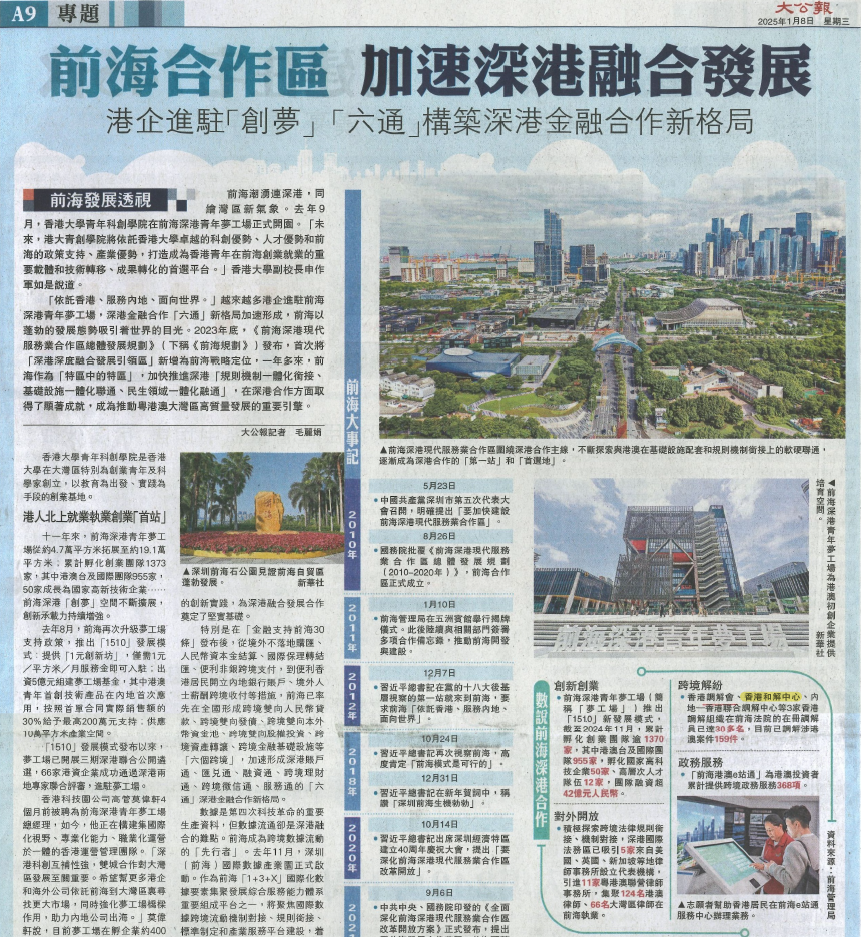 A9 專題
大公報
2025年1月8日 星期三
前海合作區 加速深港融合發展
港企進駐「創夢」「六通」構築深港金融合作新格局
前海發展透視
前海潮湧連深港，同
繪灣區新氣象。去年9
月，香港大學青年科創學院在前海深港青年夢工場正式開園。「未
來，港大青創學院將依託香港大學卓越的科創優勢、人才優勢和前
海的政策支持、產業優勢，打造成為香港青年在前海創業就業的重
要載體和技術轉移、成果轉化的首選平台。」香港大學副校長申作
軍如是說道。
「依託香港、服務內地、面向世界。」越來越多港企進駐前海
深港青年夢工場，深港金融合作「六通」新格局加速形成，前海以
蓬勃的發展態勢吸引着世界的目光。2023年底，《前海深港現代
服務業合作區總體發展規劃》（下稱《前海規劃》）發布，首次將
「深港深度融合發展引領區」新增為前海戰略定位，一年多來，前
海作為「特區中的特區」，加快推進深港「規則機制一體化銜接、
基礎設施一體化聯通、民生領域一體化融通」，在深港合作方面取
得了顯著成就，成為推動粵港澳大灣區高質量發展的重要引擎。
大公報記者 毛麗娟
香港大學青年科創學院是香港
大學在大灣區特別為創業青年及科
學家創立，以教育為出發、實踐為
手段的創業基地。
港人北上就業執業創業「首站」
十一年來，前海深港青年夢工
場從約4.7萬平方米拓展至約19.1萬
平方米；累計孵化創業團隊1373
家，其中港澳台及國際團隊955家，
50家成長為國家高新技術企業……
前海深港「創夢」空間不斷擴展，
創新承載力持續增強。
去年8月，前海再次升級夢工場
支持政策，推出「1510」發展模
式：提供「1元創新坊」，僅需1元
／平方米／月服務金即可入駐；出
資5億元組建夢工場基金，其中港澳
青年首創技術產品在內地首次應
用，按照首單合同實際銷售額的
30%給予最高200萬元支持；供應
10萬平方米產業空間。
「1510」發展模式發布以來，
夢工場已開展三期深港聯合公開遴
選，66家港資企業成功通過深港兩
地專家聯合評審，進駐夢工場。
香港科技園公司高管莫偉軒4
個月前被聘為前海深港青年夢工場
總經理，如今，他正在構建集國際
化視野、專業化能力、職業化運營
於一體的香港運營管理團隊。「深
港科創互補性強，雙城合作對大灣
區發展至關重要。希望幫更多港企
和海外公司依託前海到大灣區裏尋
找更大市場，同時強化夢工場橋樑
作用，助力內地公司出海。」莫偉
軒說，目前夢工場在孵企業約400
▲深圳前海石公園見證前海自貿區
蓬勃發展。 新華社
的創新實踐，為深港融合發展合作
奠定了堅實基礎。
特別是在「金融支持前海30
條」發布後，從境外不落地購匯、
人民幣資本金結算、國際保理轉結
匯、便利非銀跨境支付，到便利香
港居民開立內地銀行賬戶、境外人
士薪酬跨境收付等措施，前海已率
先在全國形成跨境雙向人民幣貸
款、跨境雙向發債、跨境雙向本外
幣資金池、跨境雙向股權投資、跨
境資產轉讓、跨境金融基礎設施等
「六個跨境」，加速形成深港賬戶
通、匯兌通、融資通、跨境理財
通、跨境徵信通、服務通的「六
通」深港金融合作新格局。
數據是第四次科技革命的重要
生產資料，但數據流通卻是深港融
合的難點。前海成為跨境數據流動
的「先行者」。去年11月，深圳
（前海）國際數據產業園正式啟
動。作為前海「1+3+X」國際化數
據要素集聚發展綜合服務能力體系
重要組成平台之一，將聚焦國際數
據跨境流動機制對接、規則銜接、
標準制定和產業服務平台建設，着
▲前海深港現代服務業合作區圍繞深港合作主線，不斷探索與港澳在基礎設施配套和規則機制銜接上的軟硬聯通，
逐漸成為深港合作的「第一站」和「首選地」。
前海大事記
2010年
5月23日
•中國共產黨深圳市第五次代表大
會召開，明確提出「要加快建設
前海深港現代服務業合作區」。
8月26日
•國務院批覆《前海深港現代服務
業合作區總體發展規劃
(2010-2020年）》，前海合作
區正式成立。
2011年
1月10日
•前海管理局在五洲賓館舉行揭牌
儀式。此後陸續與相關部門簽署
多項合作備忘錄，推動前海開發
與建設。
2012年
12月7日
•習近平總書記在黨的十八大後基
層視察的第一站就來到前海，要
求前海「依託香港、服務內地、
面向世界」。
2018年
10月24日
•習近平總書記再次視察前海，高
度肯定「前海模式是可行的」。
12月31日
•習近平總書記在新年賀詞中，稱
讚「深圳前海生機勃勃」。
2020年
10月14日
•習近平總書記出席深圳經濟特區
建立40周年慶祝大會，提出「要
深化前海深港現代服務業合作區
改革開放」。
2021
9月6日
•中共中央、國務院印發的《全面
深化前海深港現代服務業合作區
改革開放方案》正式發布，提出
◀前海深港青年夢工場為港澳初創企業提供
培育空間。 新華社
前海深港青年夢工場
數說前海深港合作
創新創業
•前海深港青年夢工場（簡
稱「夢工場」）推出
「1510」新發展模式，
截至2024年11月，累計
孵化創業團隊逾1370
家，其中港澳台及國際團
隊955家，孵化國家高科
技企業50家、高層次人才
團隊12家，團隊融資超
42億元人民幣。
對外開放
•積極探索跨境法律規則銜
接、機制對接，深港國際
法務區已吸引5家來自美
國、英國、新加坡等地律
師事務所設立代表機構，
引進11家粵港澳聯營律師
事務所，集聚124名港澳
律師、66名大灣區律師在
前海執業。
跨境解紛
•香港調解會、香港和解中心、內
地—香港聯合調解中心等3家香港
調解組織在前海法院的在冊調解
員已達30多名，目前已調解涉港
澳案件159件。
政務服務
•「前海港澳e站通」為港澳投資者
累計提供跨境政務服務368項。
▲志願者幫助香港居民在前海e站通
服務中心辦理業務。
資料來源：前海管理局